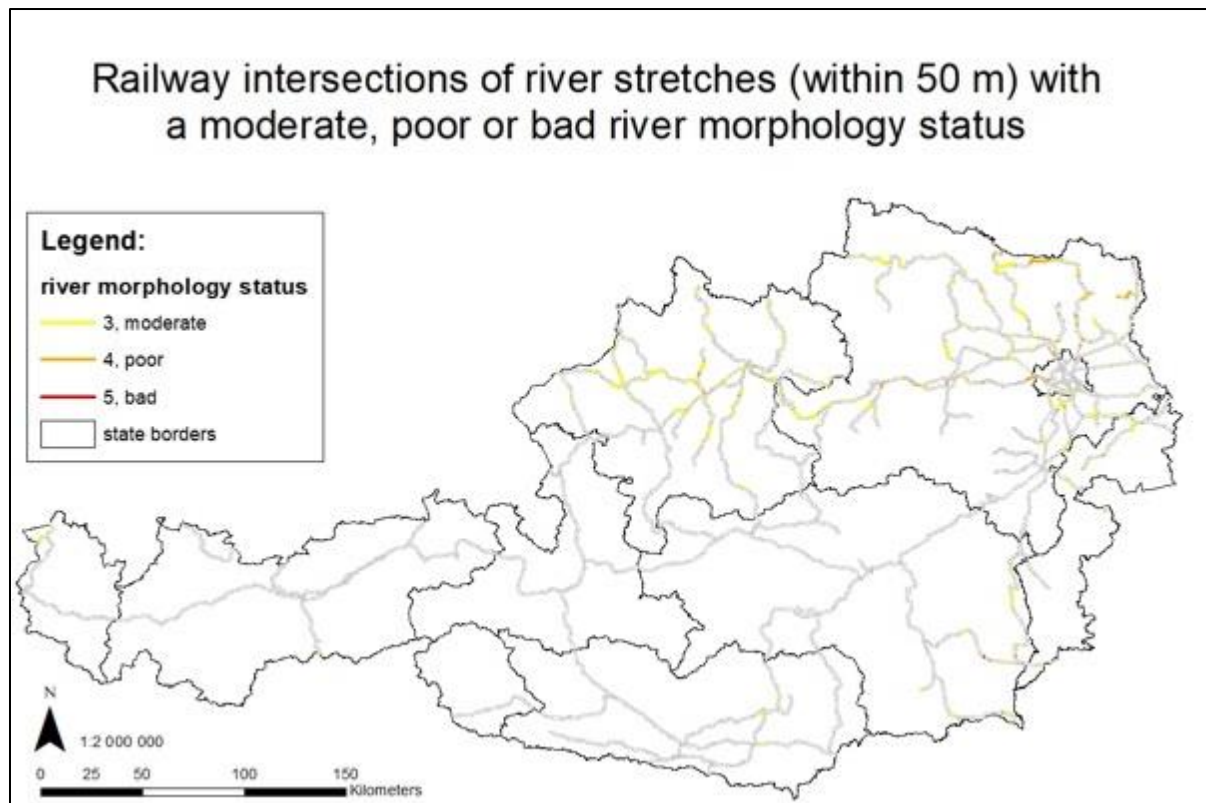 Railway intersections of river stretches (within 50 m) with
a moderate, poor or bad river morphology status
Legend:
river morphology status
3, moderate
4, poor
5, bad
state borders
N
1:2 000 000
0 25 50 100 150
Kilometers